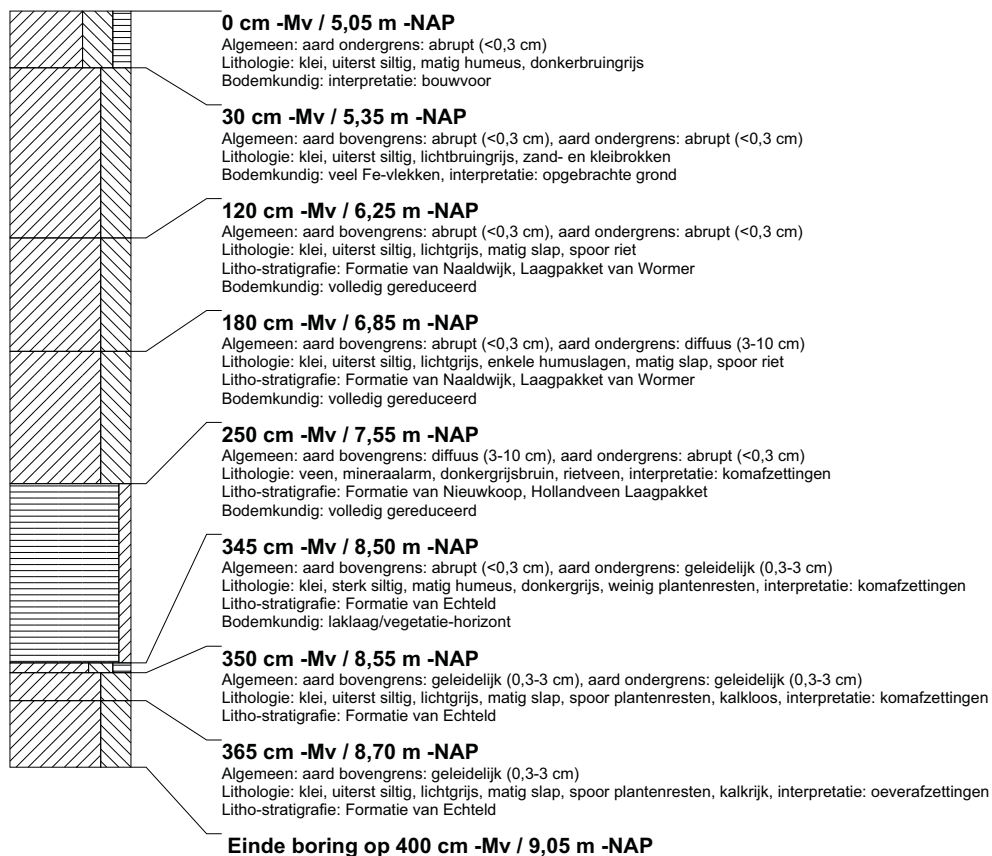 0 cm -Mv / 5,05 m -NAP
Algemeen: aard ondergrens: abrupt (<0,3 cm)
Lithologie: klei, uiterst siltig, matig humeus, donkerbruingrijs
Bodemkundig: interpretatie: bouwvoor
30 cm -Mv / 5,35 m -NAP
Algemeen: aard bovengrens: abrupt (<0,3 cm), aard ondergrens: abrupt (<0,3 cm)
Lithologie: klei, uiterst siltig, lichtbruingrijs, zand- en kleibrokken
Bodemkundig: veel Fe-vlekken, interpretatie: opgebrachte grond
120 cm -Mv / 6,25 m -NAP
Algemeen: aard bovengrens: abrupt (<0,3 cm), aard ondergrens: abrupt (<0,3 cm)
Lithologie: klei, uiterst siltig, lichtgrijs, matig slap, spoor riet
Litho-stratigrafie: Formatie van Naaldwijk, Laagpakket van Wormer
Bodemkundig: volledig gereduceerd
180 cm -Mv / 6,85 m -NAP
Algemeen: aard bovengrens: abrupt (<0,3 cm), aard ondergrens: diffuus (3-10 cm)
Lithologie: klei, uiterst siltig, lichtgrijs, enkele humuslagen, matig slap, spoor riet
Litho-stratigrafie: Formatie van Naaldwijk, Laagpakket van Wormer
Bodemkundig: volledig gereduceerd
250 cm -Mv / 7,55 m -NAP
Algemeen: aard bovengrens: diffuus (3-10 cm), aard ondergrens: abrupt (<0,3 cm)
Lithologie: veen, mineraalarm, donkergrijsbruin, rietveen, interpretatie: komafzettingen
Litho-stratigrafie: Formatie van Nieuwkoop, Hollandveen Laagpakket
Bodemkundig: volledig gereduceerd
345 cm -Mv / 8,50 m -NAP
Algemeen: aard bovengrens: abrupt (<0,3 cm), aard ondergrens: geleidelijk (0,3-3 cm)
Lithologie: klei, sterk siltig, matig humeus, donkergrijs, weinig plantenresten, interpretatie: komafzettingen
Litho-stratigrafie: Formatie van Echteld
Bodemkundig: laklaag/vegetatie-horizont
350 cm -Mv / 8,55 m -NAP
Algemeen: aard bovengrens: geleidelijk (0,3-3 cm), aard ondergrens: geleidelijk (0,3-3 cm)
Lithologie: klei, uiterst siltig, lichtgrijs, matig slap, spoor plantenresten, kalkloos, interpretatie: komafzettingen
Litho-stratigrafie: Formatie van Echteld
365 cm -Mv / 8,70 m -NAP
Algemeen: aard bovengrens: geleidelijk (0,3-3 cm)
Lithologie: klei, uiterst siltig, lichtgrijs, matig slap, spoor plantenresten, kalkrijk, interpretatie: oeverafzettingen
Litho-stratigrafie: Formatie van Echteld
Einde boring op 400 cm -Mv / 9,05 m -NAP